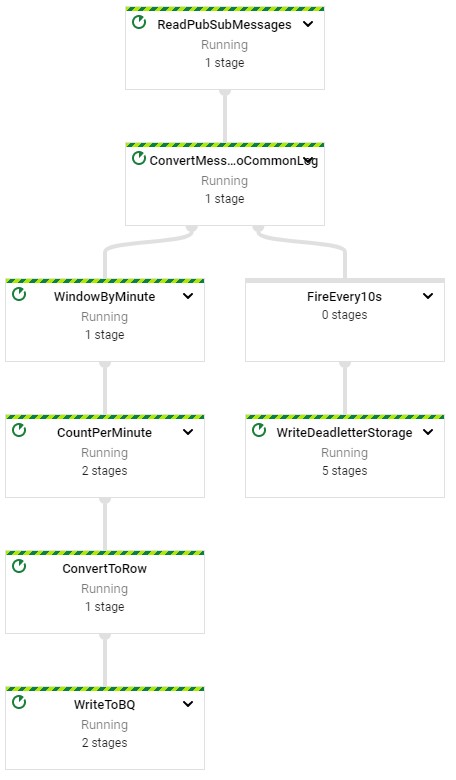 ReadPubSubMessages
Running
1 stage
ConvertMess...oCommonLog
Running
1 stage
WindowByMinute
Running
1 stage
FireEvery10s
0 stages
CountPerMinute
Running
2 stages
WriteDeadletterStorage
Running
5 stages
ConvertToRow
Running
1 stage
WriteToBQ
Running
2 stages